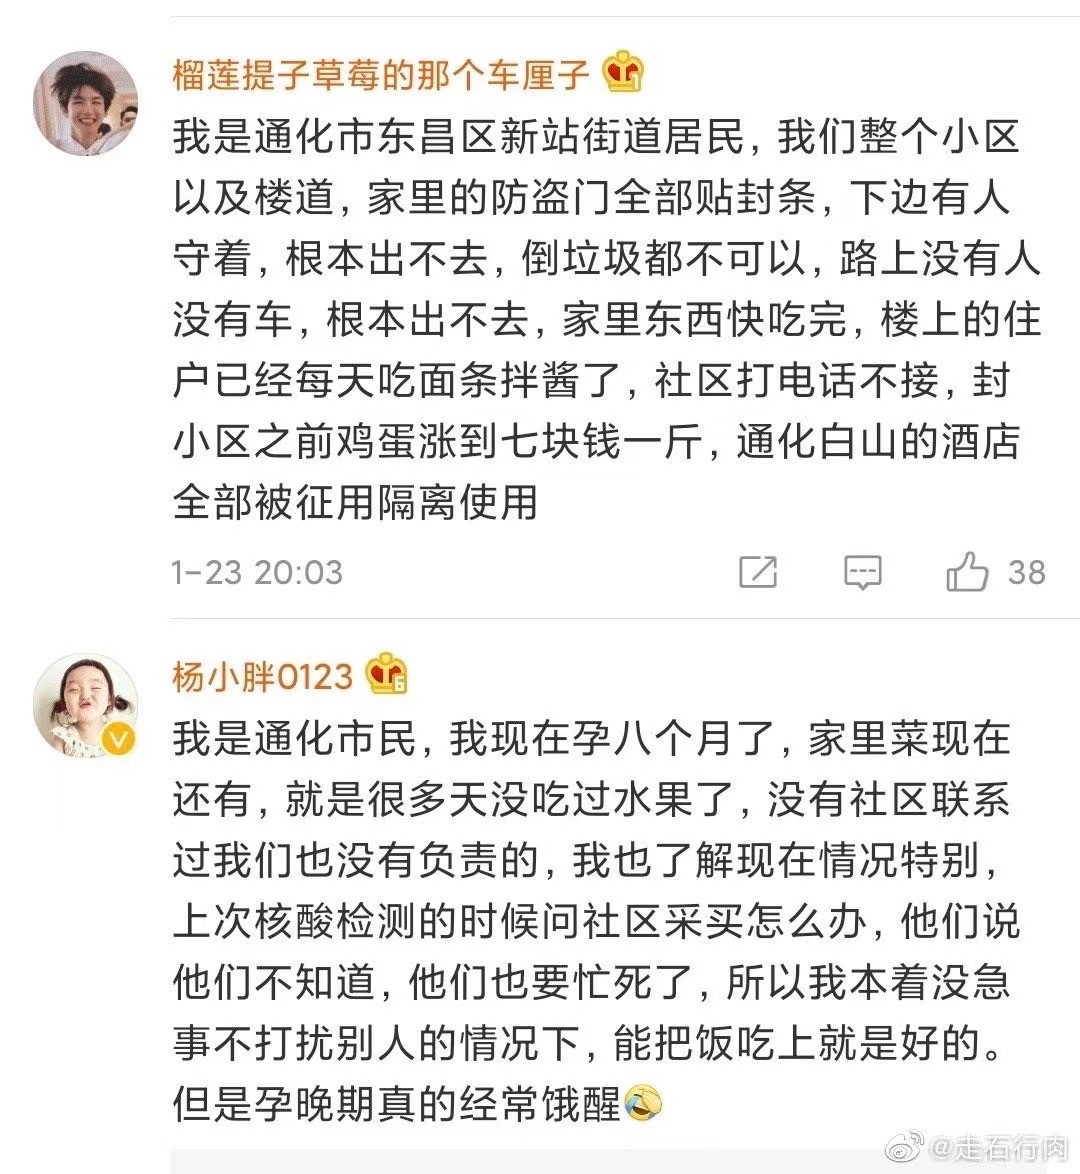 榴莲提子草莓的那个车厘子
我是通化市东昌区新站街道居民，我们整个小区
以及楼道，家里的防盗门全部贴封条，下边有人
守着，根本出不去，倒垃圾都不可以，路上没有人
没有车，根本出不去，家里东西快吃完，楼上的住
户已经每天吃面条拌酱了，社区打电话不接，封
小区之前鸡蛋涨到七块钱一斤，通化白山的酒店
全部被征用隔离使用
1-23 20:03
38
杨小胖0123
我是通化市民，我现在孕八个月了，家里菜现在
还有，就是很多天没吃过水果了，没有社区联系
过我们也没有负责的，我也了解现在情况特别，
上次核酸检测的时候问社区采买怎么办，他们说
他们不知道，他们也要忙死了，所以我本着没急
事不打扰别人的情况下，能把饭吃上就是好的。
但是孕晚期真的经常饿醒🤣
@走石行肉